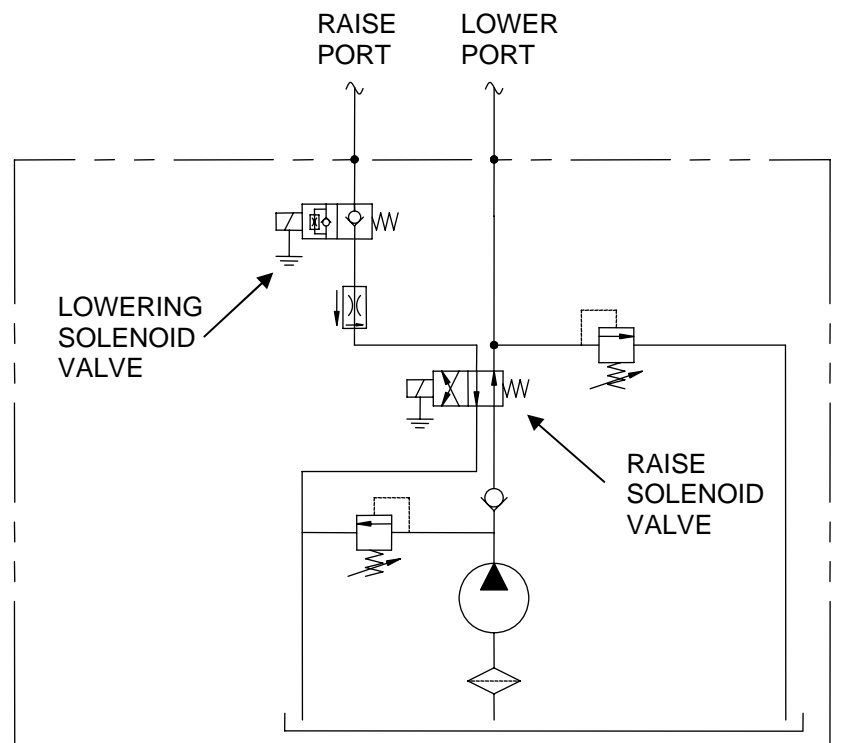 RAISE
PORT
LOWER
PORT
LOWERING
SOLENOID
VALVE
RAISE
SOLENOID
VALVE